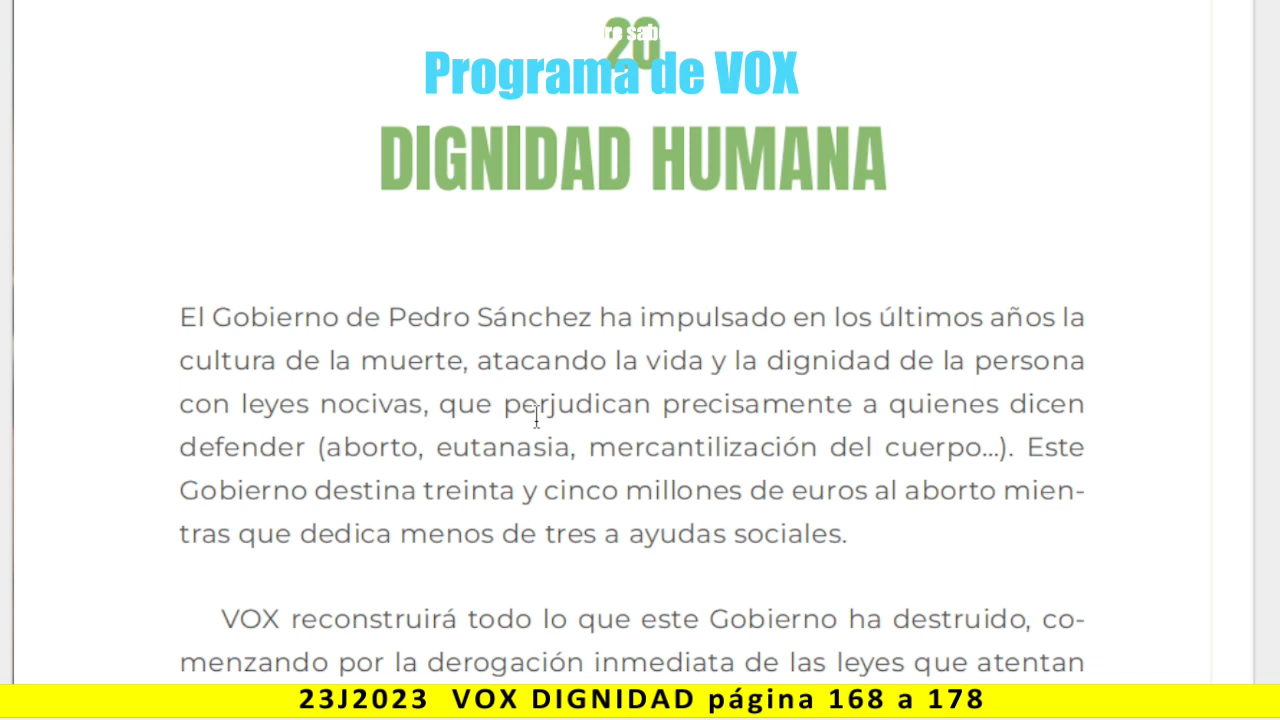 20
Programa de VOX
DIGNIDAD HUMANA
El Gobierno de Pedro Sánchez ha impulsado en los últimos años la
cultura de la muerte, atacando la vida y la dignidad de la persona
con leyes nocivas, que perjudican precisamente a quienes dicen
defender (aborto, eutanasia, mercantilización del cuerpo...). Este
Gobierno destina treinta y cinco millones de euros al aborto mien-
tras que dedica menos de tres a ayudas sociales.
VOX reconstruirá todo lo que este Gobierno ha destruido, co-
menzando por la derogación inmediata de las leyes que atentan
23J2023 VOX DIGNIDAD página 168 a 178